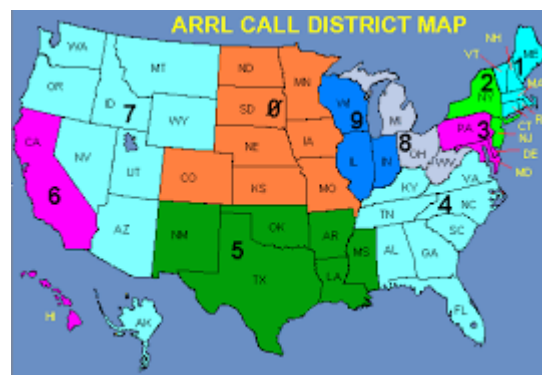 ARRL CALL DISTRICT MAP
NH
WA
VT
ME
1
MT
ND
MN
OR
2
MA
ID
SD
Ø
WI
NY
R
7
WY
9
MI
PA
3
CT
NJ
CA
NV
NE
IA
8
OH
DE
UT
IL
IN
WV
MD
6
CO
KS
MO
KY
VA
4
NC
TN
AZ
NM
OK
AR
SC
5
MS
AL
GA
TX
LA
HI
AK
FL